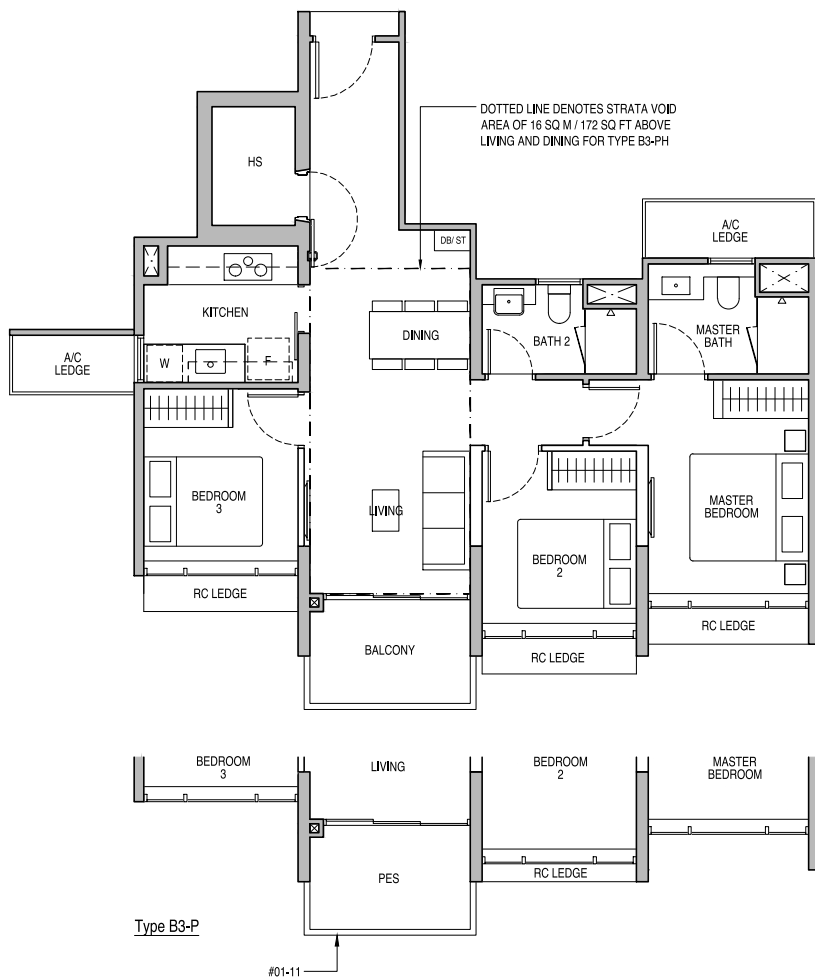 DOTTED LINE DENOTES STRATA VOID
AREA OF 16 SQ M / 172 SQ FT ABOVE
LIVING AND DINING FOR TYPE B3-PH
HS
A/C
LEDGE
DB/ ST
KITCHEN
DINING
BATH 2
MASTER
BATH
A/C
LEDGE
W
F
BEDROOM
3
LIVING
MASTER
BEDROOM
BEDROOM
2
RC LEDGE
RC LEDGE
BALCONY
RC LEDGE
BEDROOM
3
LIVING
BEDROOM
2
MASTER
BEDROOM
PES
RC LEDGE
Type B3-P
#01-11